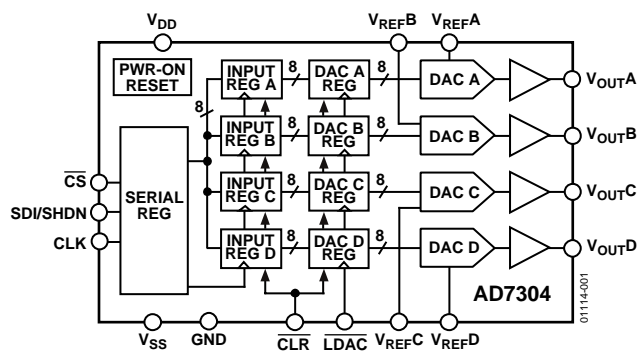 VDD
VREFB
VREFA
PWR-ON
RESET
INPUT
REG A
8
DAC A
REG
8
DAC A
VOUTA
8
INPUT
REG B
8
DAC B
REG
8
DAC B
VOUTB
CS
SDI/SHDN
CLK
SERIAL
REG
INPUT
REG C
8
DAC C
REG
8
DAC C
VOUTC
INPUT
REG D
8
DAC D
REG
8
DAC D
VOUTD
AD7304
01114-001
VSS
GND
CLR
LDAC
VREFC
VREFD